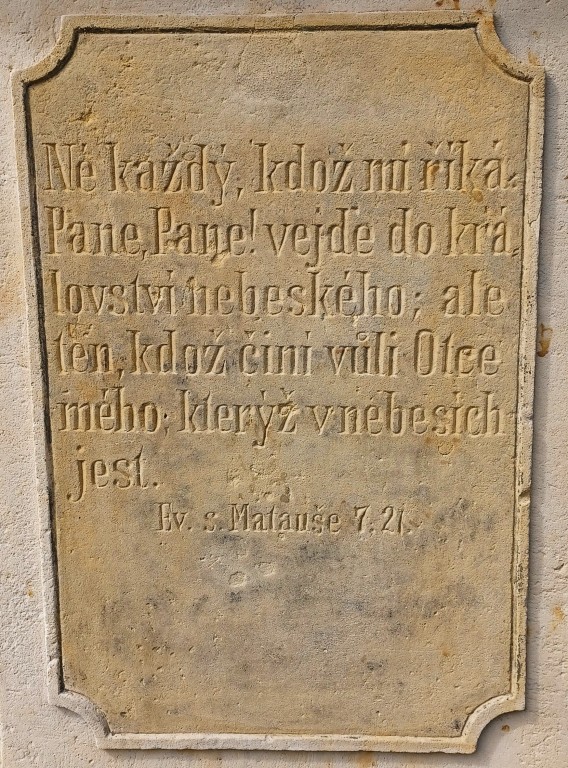 Ne každý, kdož mi říká:
Pane, Pane! vejde do krá
lovství nebeského; ale
ten, kdož činí vůli Otce
mého, kterýž v nebesích
jest.
Ev. s. Matauše 7. 21.